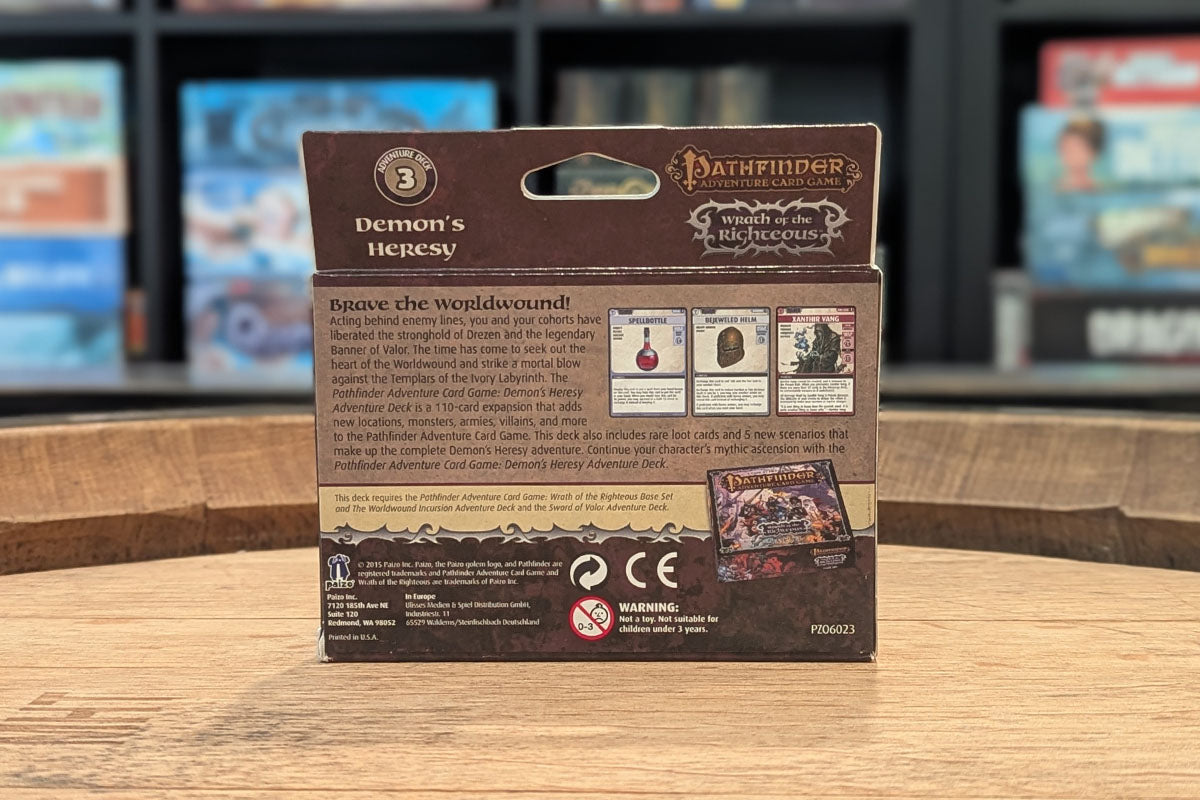 ADVENTURE DECK
3
Demon's
Heresy
PATHFINDER
ADVENTURE CARD GAME
Wrath of the
Righteous
Brave the Worldwound!
Acting behind enemy lines, you and your cohorts have
liberated the stronghold of Drezen and the legendary
Banner of Valor. The time has come to seek out the
heart of the Worldwound and strike a mortal blow
against the Templars of the Ivory Labyrinth. The
Pathfinder Adventure Card Game: Demon's Heresy
Adventure Deck is a 110-card expansion that adds
new locations, monsters, armies, villains, and more
to the Pathfinder Adventure Card Game. This deck also includes rare loot cards and 5 new scenarios that
make up the complete Demon's Heresy adventure. Continue your character's mythic ascension with the
Pathfinder Adventure Card Game: Demon's Heresy Adventure Deck.
SPELLBOTTLE
BEJEWELED HELM
XANTHIR VANG
This deck requires the Pathfinder Adventure Card Game: Wrath of the Righteous Base Set
and The Worldwound Incursion Adventure Deck and the Sword of Valor Adventure Deck.
PATHFINDER
ADVENTURE CARD GAME
Wrath of the
Righteous
paizo
© 2015 Paizo Inc. Paizo, the Paizo golem logo, and Pathfinder are
registered trademarks and Pathfinder Adventure Card Game and
Wrath of the Righteous are trademarks of Paizo Inc.
Paizo Inc.
7120 185th Ave NE
Suite 120
Redmond, WA 98052
Printed in U.S.A.
In Europe
Ulisses Medien & Spiel Distribution GmbH,
Industriestr. 11
65529 Waldems/Steinfischbach Deutschland
CE
0-3
WARNING:
Not a toy. Not suitable for
children under 3 years.
PZO6023